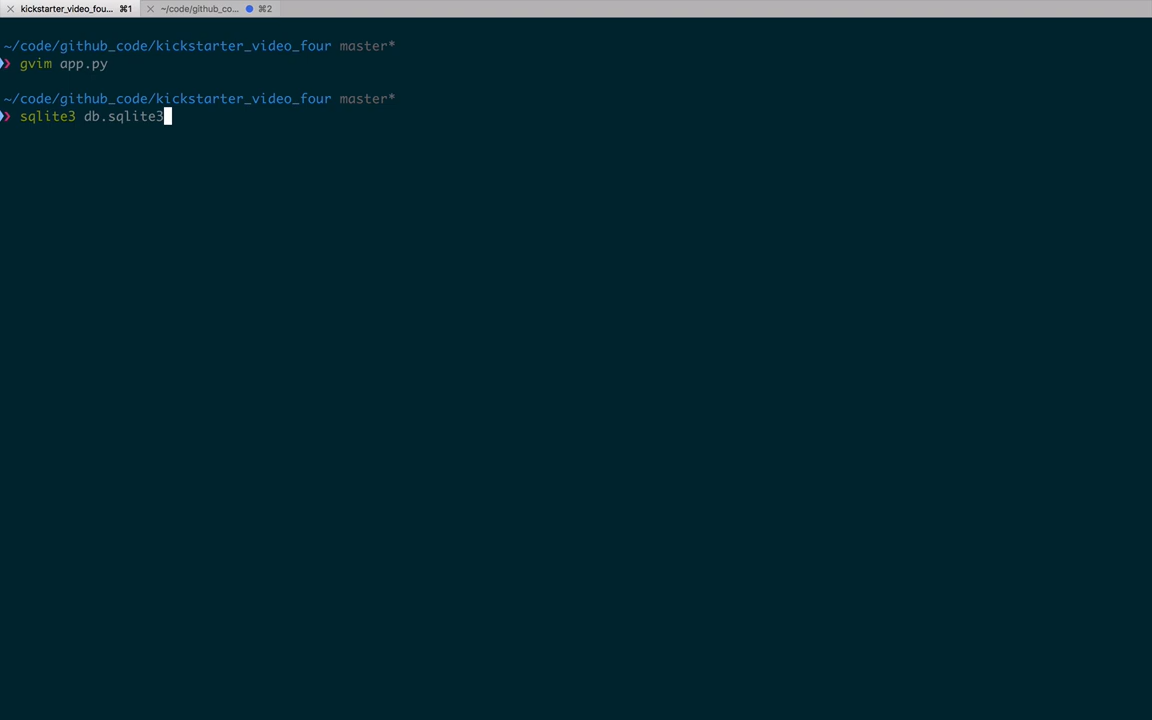 kickstarter_video_fou... ⌘1 ~/code/github_co... ⌘2
~/code/github_code/kickstarter_video_four master*
❯ gvim app.py
~/code/github_code/kickstarter_video_four master*
❯ sqlite3 db.sqlite3